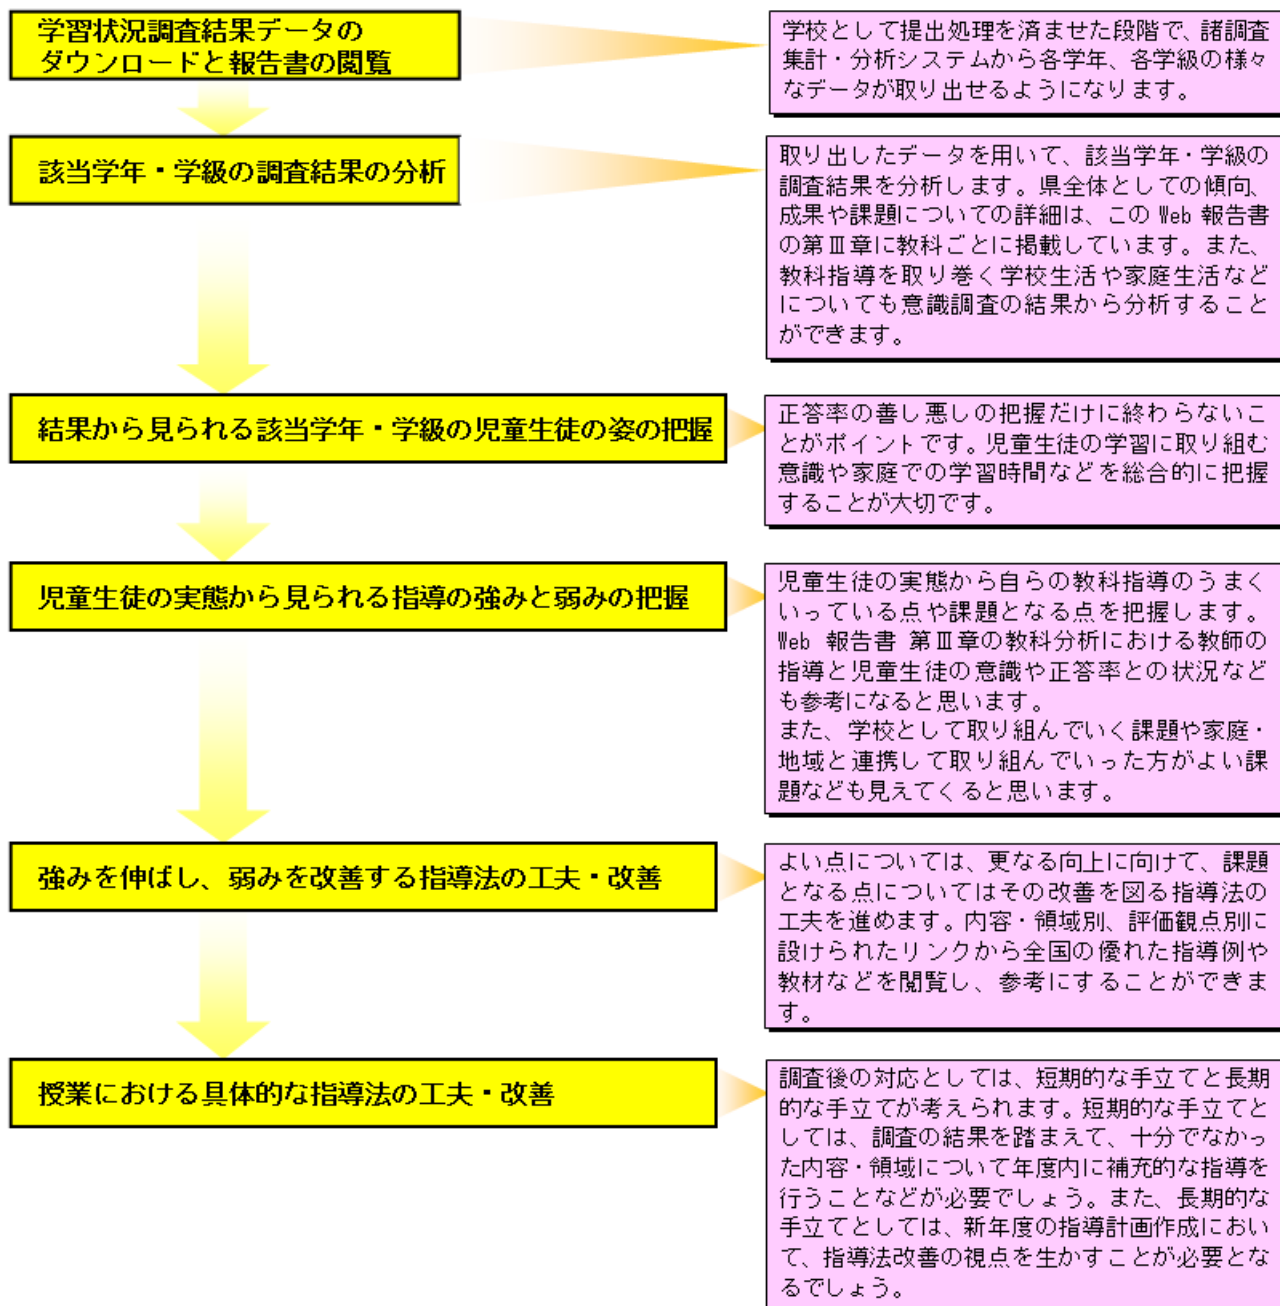 学習状況調査結果データの
ダウンロードと報告書の閲覧
学校として提出処理を済ませた段階で、諸調査
集計・分析システムから各学年、各学級の様々
なデータが取り出せるようになります。
該当学年・学級の調査結果の分析
取り出したデータを用いて、該当学年・学級の
調査結果を分析します。県全体としての傾向、
成果や課題についての詳細は、この Web 報告書
の第Ⅲ章に教科ごとに掲載しています。また、
教科指導を取り巻く学校生活や家庭生活など
についても意識調査の結果から分析すること
ができます。
結果から見られる該当学年・学級の児童生徒の姿の把握
正答率の善し悪しの把握だけに終わらないこ
とがポイントです。児童生徒の学習に取り組む
意識や家庭での学習時間などを総合的に把握
することが大切です。
児童生徒の実態から見られる指導の強みと弱みの把握
児童生徒の実態から自らの教科指導のうまく
いっている点や課題となる点を把握します。
Web 報告書 第Ⅲ章の教科分析における教師の
指導と児童生徒の意識や正答率との状況など
も参考になると思います。
また、学校として取り組んでいく課題や家庭・
地域と連携して取り組んでいった方がよい課
題なども見えてくると思います。
強みを伸ばし、弱みを改善する指導法の工夫・改善
よい点については、更なる向上に向けて、課題
となる点についてはその改善を図る指導法の
工夫を進めます。内容・領域別、評価観点別に
設けられたリンクから全国の優れた指導例や
教材などを閲覧し、参考にすることができま
す。
授業における具体的な指導法の工夫・改善
調査後の対応としては、短期的な手立てと長期
的な手立てが考えられます。短期的な手立てと
しては、調査の結果を踏まえて、十分でなかっ
た内容・領域について年度内に補充的な指導を
行うことなどが必要でしょう。また、長期的な
手立てとしては、新年度の指導計画作成におい
て、指導法改善の視点を生かすことが必要とな
るでしょう。